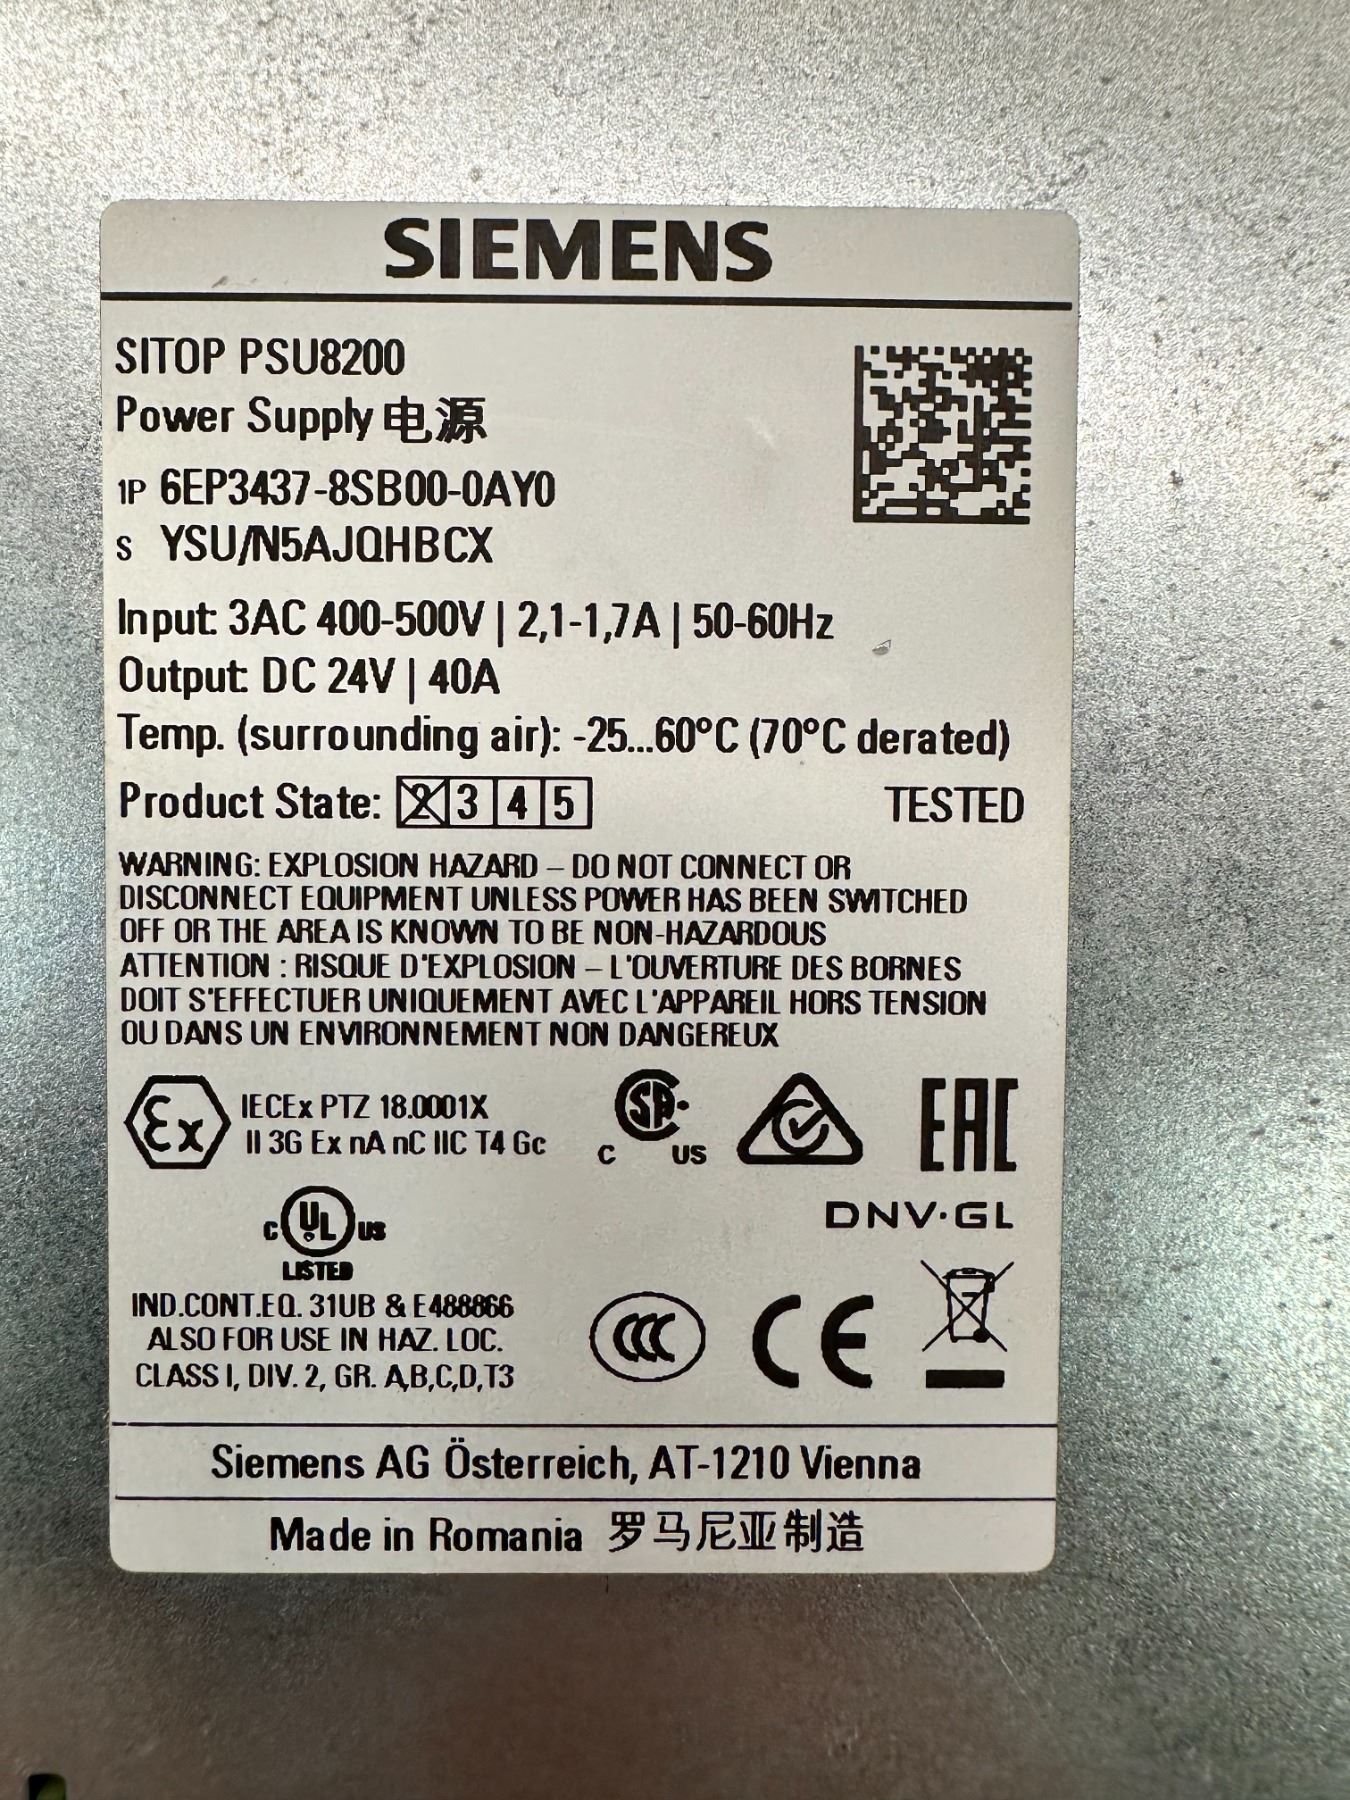 SIEMENS
SITOP PSU8200
Power Supply 电源
1P 6EP3437-8SB00-0AY0
S YSU/N5AJQHBCX
Input: 3AC 400-500V | 2,1-1,7A | 50-60Hz
Output: DC 24V | 40A
Temp. (surrounding air): -25...60°C (70°C derated)
Product State: 2 3 4 5 TESTED
WARNING: EXPLOSION HAZARD – DO NOT CONNECT OR
DISCONNECT EQUIPMENT UNLESS POWER HAS BEEN SWITCHED
OFF OR THE AREA IS KNOWN TO BE NON-HAZARDOUS
ATTENTION : RISQUE D'EXPLOSION – L'OUVERTURE DES BORNES
DOIT S'EFFECTUER UNIQUEMENT AVEC L'APPAREIL HORS TENSION
OU DANS UN ENVIRONNEMENT NON DANGEREUX
Ex IECEx PTZ 18.0001X
II 3G Ex nA nC IIC T4 Gc
C SA US
EAC
DNV·GL
C UL US
LISTED
IND.CONT.EQ. 31UB & E488866
ALSO FOR USE IN HAZ. LOC.
CLASS I, DIV. 2, GR. A,B,C,D,T3
CCC CE
Siemens AG Österreich, AT-1210 Vienna
Made in Romania 罗马尼亚制造